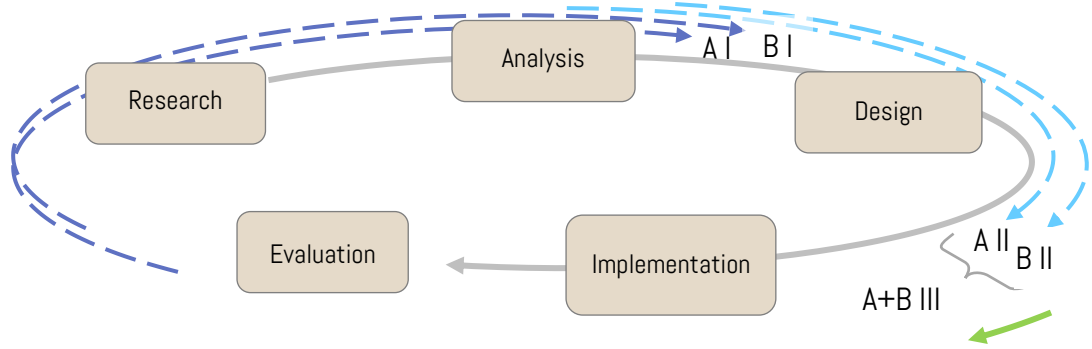 Analysis
A I
B I
Research
Design
A II
B II
Evaluation
Implementation
A+B III